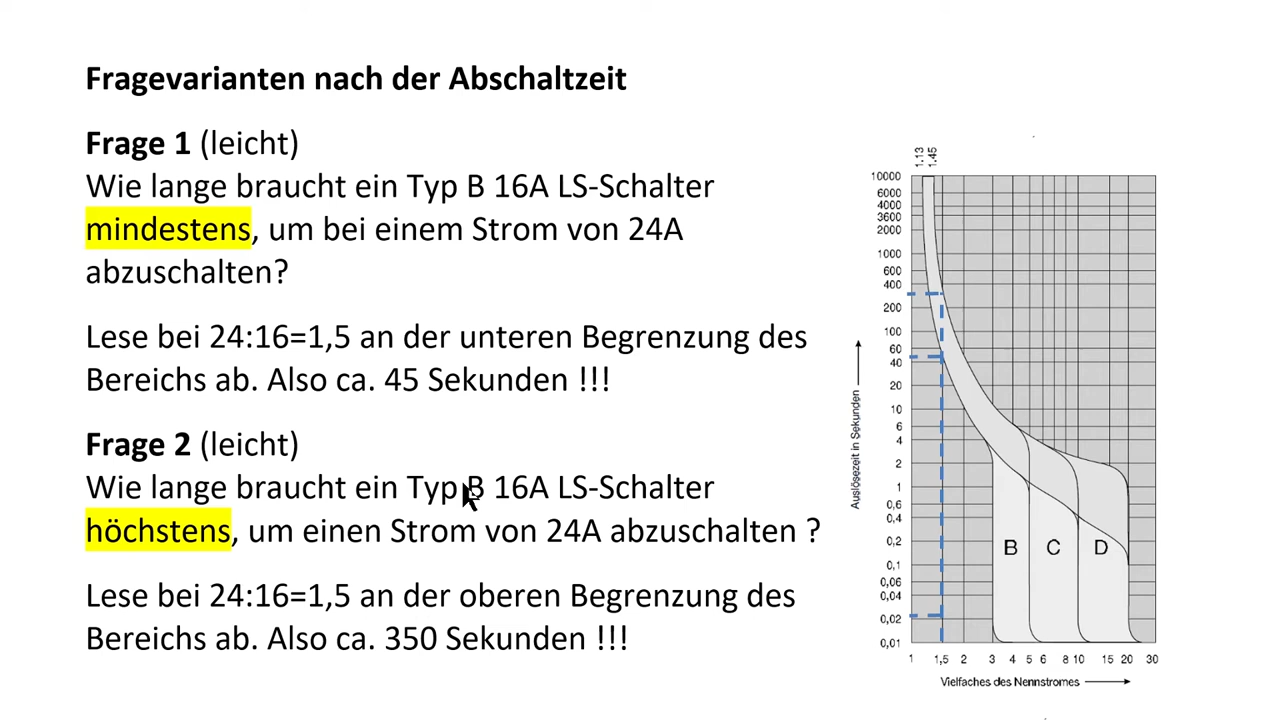 Fragevarianten nach der Abschaltzeit
Frage 1 (leicht)
Wie lange braucht ein Typ B 16A LS-Schalter
mindestens, um bei einem Strom von 24A
abzuschalten?
Lese bei 24:16=1,5 an der unteren Begrenzung des
Bereichs ab. Also ca. 45 Sekunden !!!
Frage 2 (leicht)
Wie lange braucht ein Typ B 16A LS-Schalter
höchstens, um einen Strom von 24A abzuschalten ?
Lese bei 24:16=1,5 an der oberen Begrenzung des
Bereichs ab. Also ca. 350 Sekunden !!!
1.13
1.45
10000
6000
4000
3600
2000
1000
600
400
200
100
60
40
20
10
6
4
2
1
0,6
0,4
0,2
0,1
0,06
0,04
0,02
0,01
Auslösezeit in Sekunden
B C D
1 1,5 2 3 4 5 6 8 10 15 20 30
Vielfaches des Nennstromes